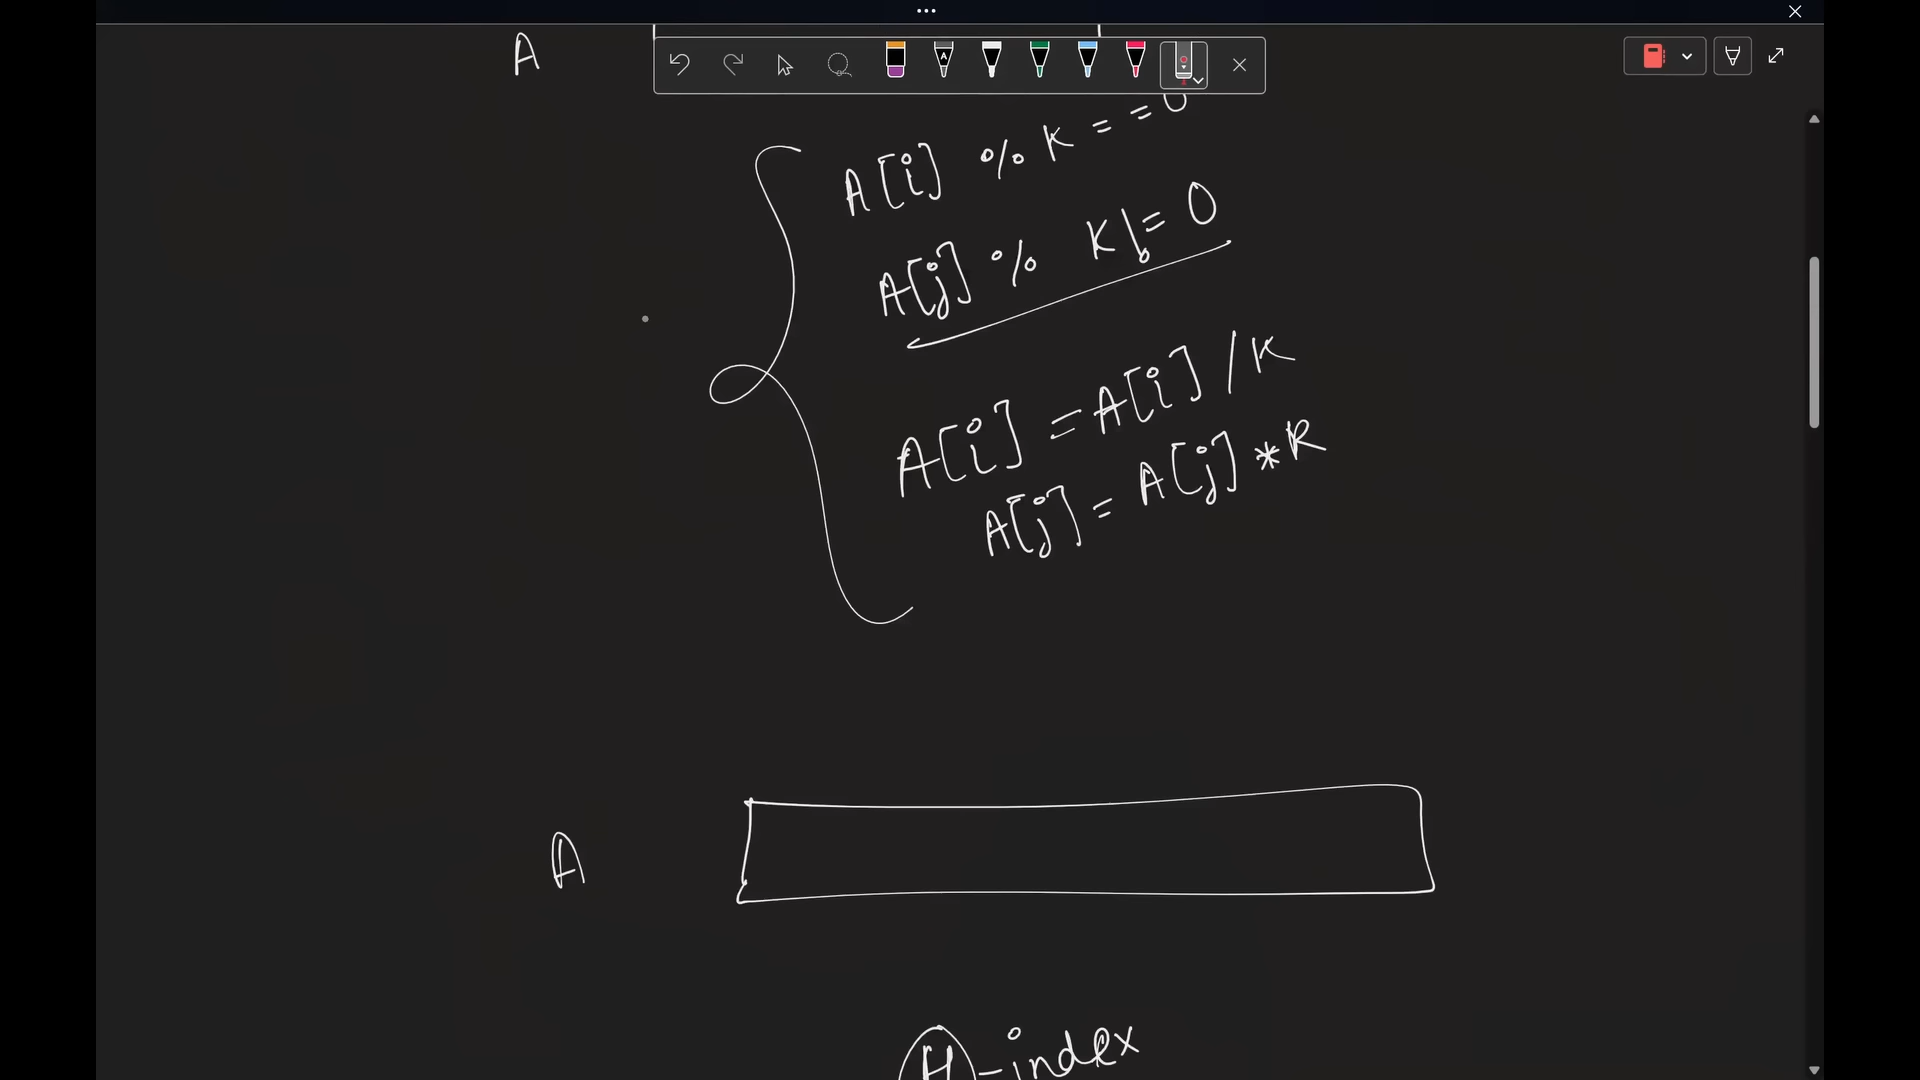 A
A[i] % K == 0
A[j] % K != 0
A[i] = A[i] / K
A[j] = A[j] * K
A
H-index